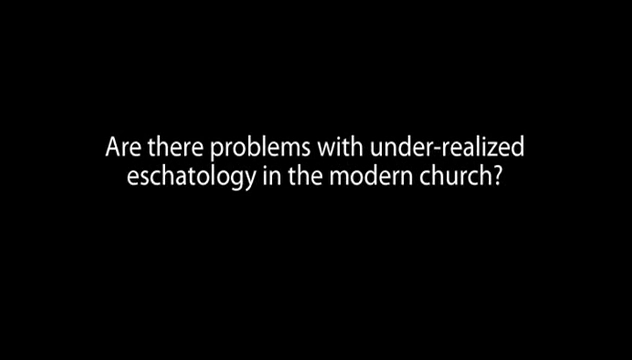 Are there problems with under-realized
eschatology in the modern church?